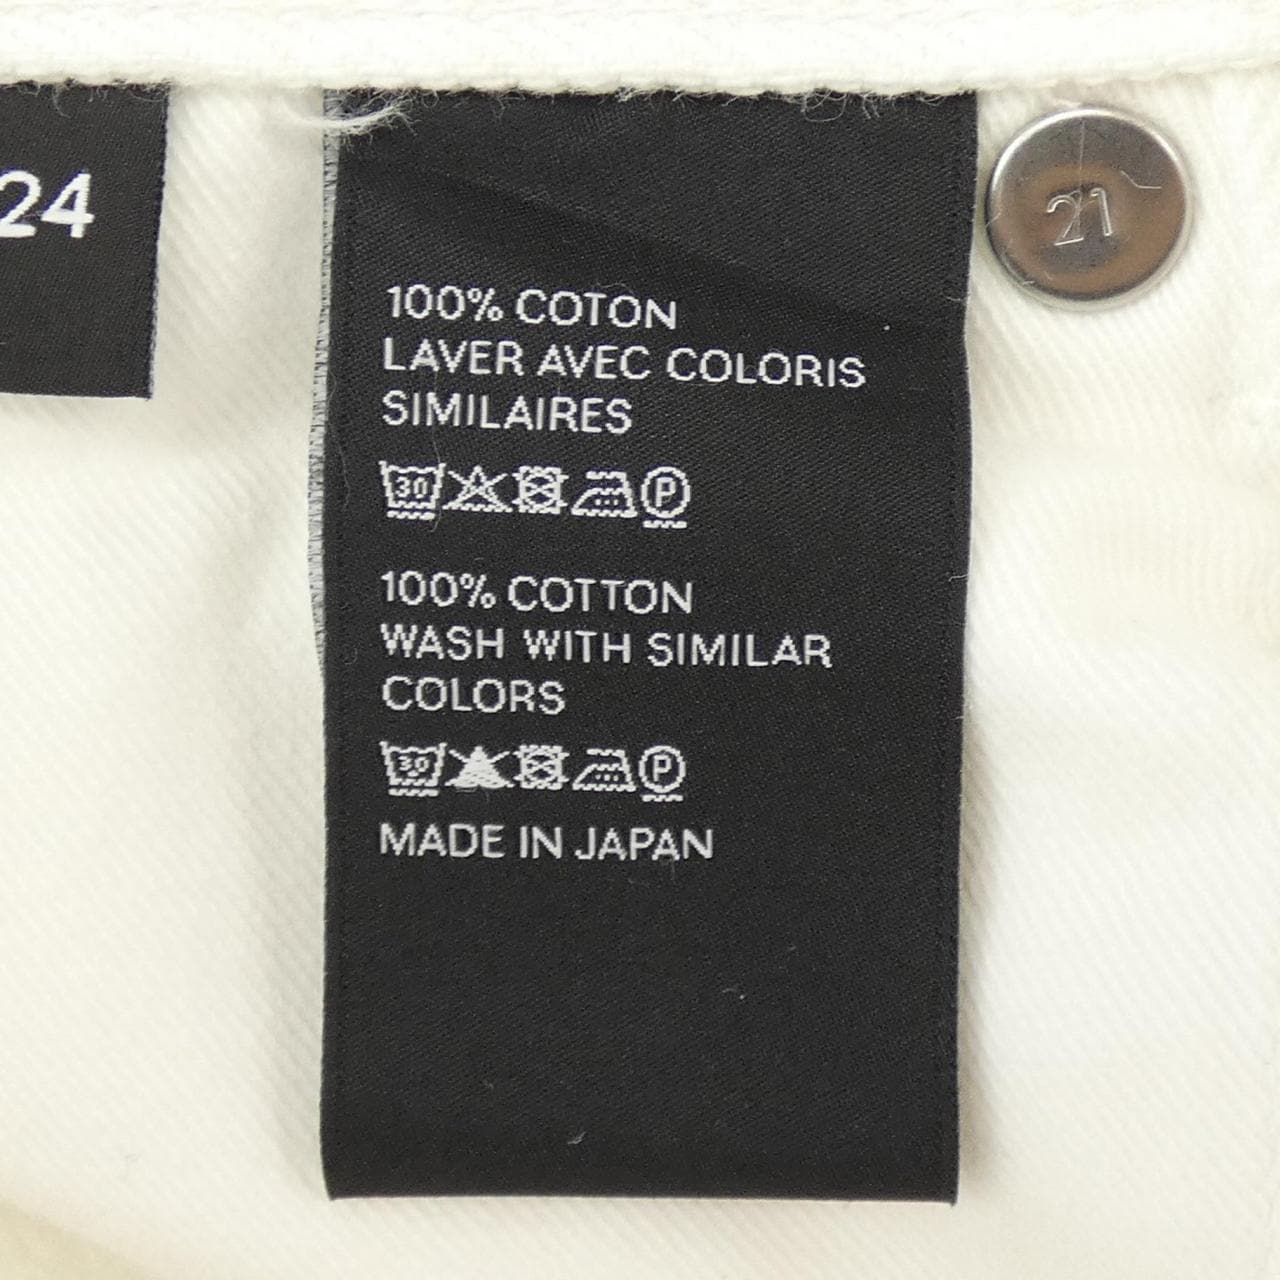 24
21
100% COTON
LAVER AVEC COLORIS
SIMILAIRES
30 P
100% COTTON
WASH WITH SIMILAR
COLORS
30 P
MADE IN JAPAN